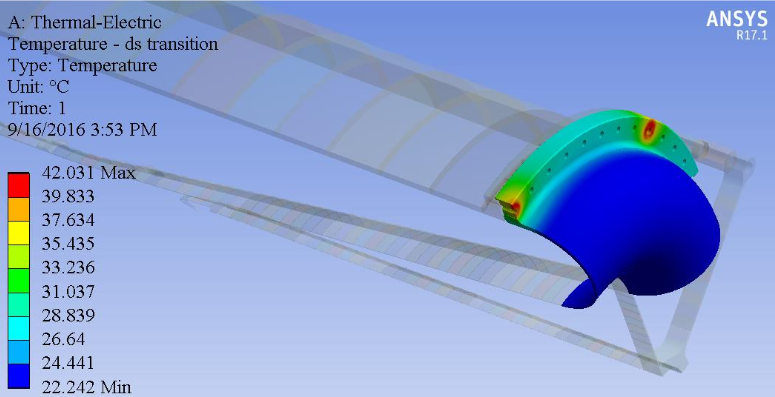 A: Thermal-Electric
Temperature - ds transition
Type: Temperature
Unit: °C
Time: 1
9/16/2016 3:53 PM
ANSYS
R17.1
42.031 Max
39.833
37.634
35.435
33.236
31.037
28.839
26.64
24.441
22.242 Min